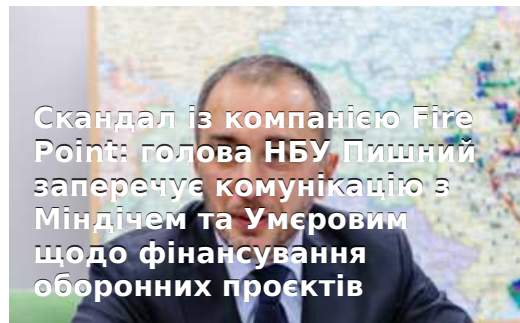 Скандал із компанією Fire
Point: голова НБУ Пишний
заперечує комунікацію з
Міндічем та Умєровим
щодо фінансування
оборонних проєктів